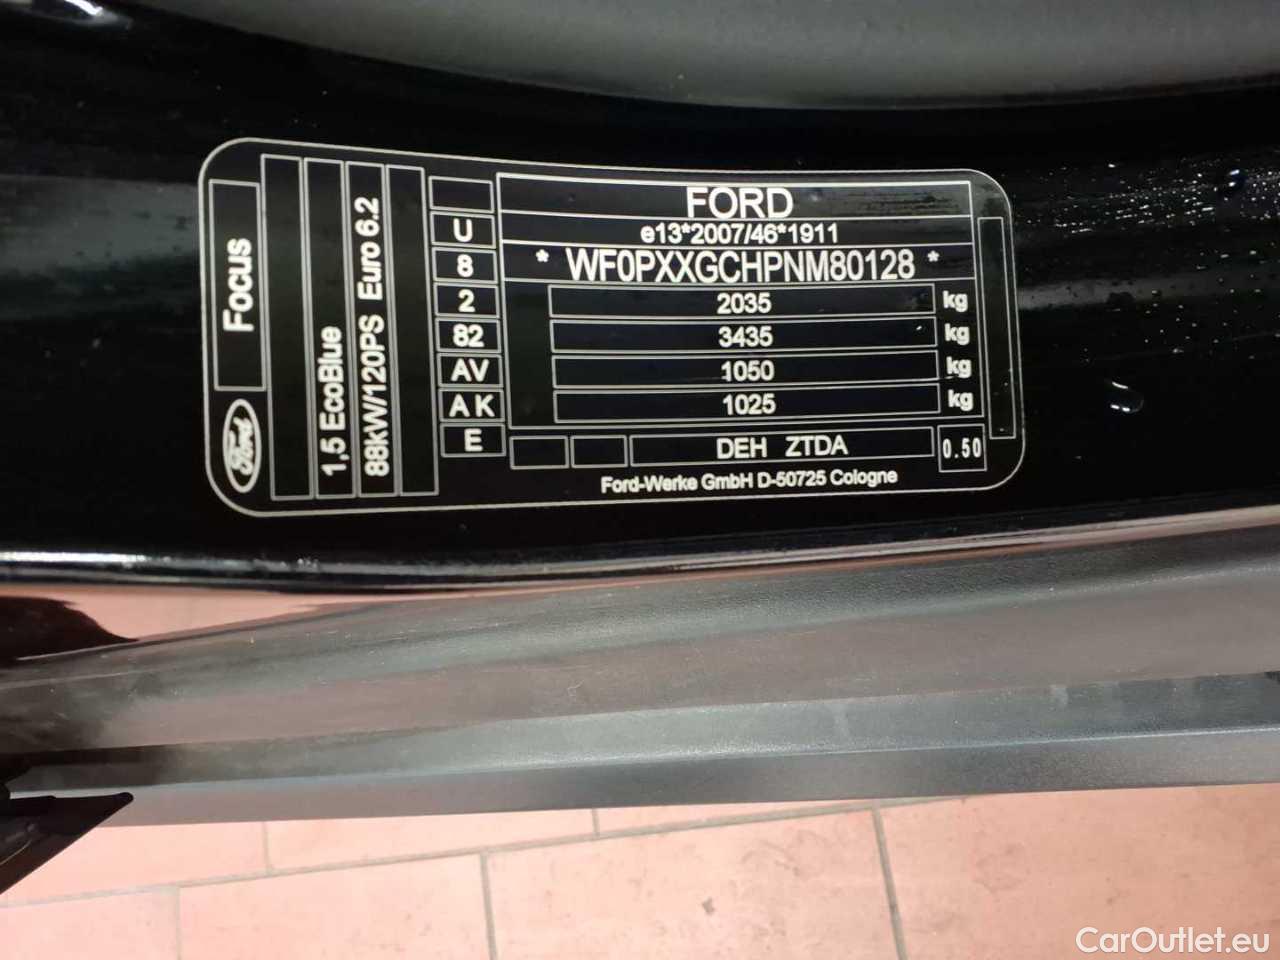 Focus
Ford
1,5 EcoBlue
88kW/120PS Euro 6.2
U
8
2
82
AV
A K
E
FORD
e13*2007/46*1911
* WF0PXXGCHPNM80128 *
2035 kg
3435 kg
1050 kg
1025 kg
DEH ZTDA 0.50
Ford-Werke GmbH D-50725 Cologne
CarOutlet.eu